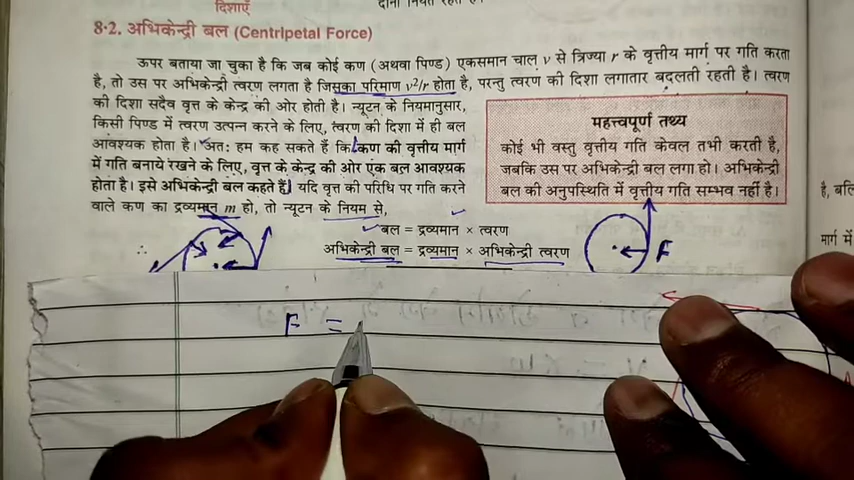 दिशाएँ
8·2. अभिकेन्द्री बल (Centripetal Force)
ऊपर बताया जा चुका है कि जब कोई कण (अथवा पिण्ड) एकसमान चाल v से त्रिज्या r के वृत्तीय मार्ग पर गति करता
है, तो उस पर अभिकेन्द्री त्वरण लगता है जिसका परिमाण v²/r होता है, परन्तु त्वरण की दिशा लगातार बदलती रहती है। त्वरण
की दिशा सदैव वृत्त के केन्द्र की ओर होती है। न्यूटन के नियमानुसार,
किसी पिण्ड में त्वरण उत्पन्न करने के लिए, त्वरण की दिशा में ही बल
आवश्यक होता है। अतः हम कह सकते हैं कि कण की वृत्तीय मार्ग
में गति बनाये रखने के लिए, वृत्त के केन्द्र की ओर एक बल आवश्यक
होता है। इसे अभिकेन्द्री बल कहते हैं। यदि वृत्त की परिधि पर गति करने
वाले कण का द्रव्यमान m हो, तो न्यूटन के नियम से,
महत्त्वपूर्ण तथ्य
कोई भी वस्तु वृत्तीय गति केवल तभी करती है,
जबकि उस पर अभिकेन्द्री बल लगा हो। अभिकेन्द्री
बल की अनुपस्थिति में वृत्तीय गति सम्भव नहीं है।
बल = द्रव्यमान × त्वरण
∴ अभिकेन्द्री बल = द्रव्यमान × अभिकेन्द्री त्वरण
F
F =
है, बलि
मार्ग में